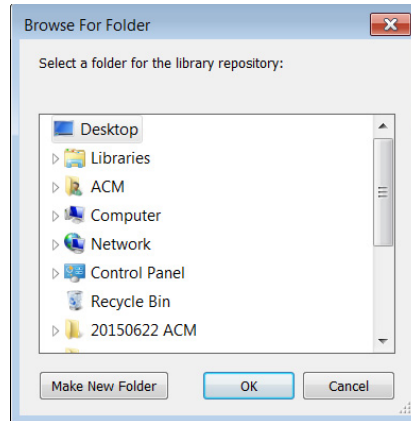 Browse For Folder
Select a folder for the library repository:
Desktop
Libraries
ACM
Computer
Network
Control Panel
Recycle Bin
20150622 ACM
Make New Folder OK Cancel